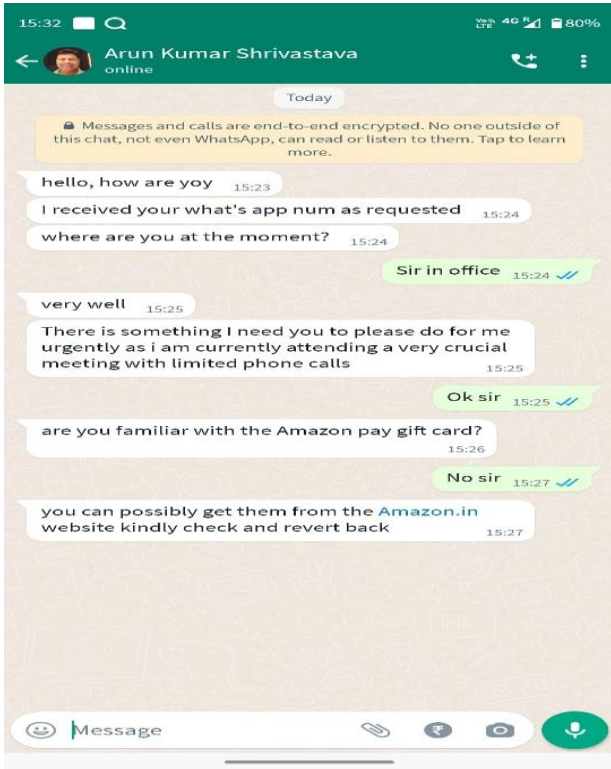 15:32
VoD LTE 4G R 80%
Arun Kumar Shrivastava
online
Today
Messages and calls are end-to-end encrypted. No one outside of
this chat, not even WhatsApp, can read or listen to them. Tap to learn
more.
hello, how are yoy 15:23
I received your what's app num as requested 15:24
where are you at the moment? 15:24
Sir in office 15:24
very well 15:25
There is something I need you to please do for me
urgently as i am currently attending a very crucial
meeting with limited phone calls
15:25
Ok sir 15:25
are you familiar with the Amazon pay gift card?
15:26
No sir 15:27
you can possibly get them from the Amazon.in
website kindly check and revert back
15:27
Message